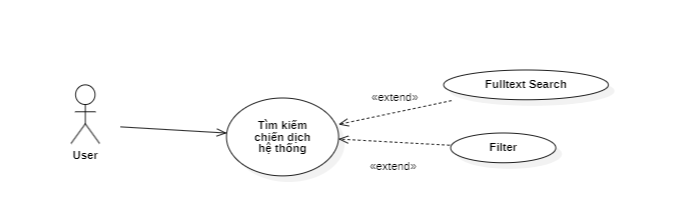 «extend»
Fulltext Search
Tìm kiếm
chiến dịch
hệ thống
Filter
User
«extend»